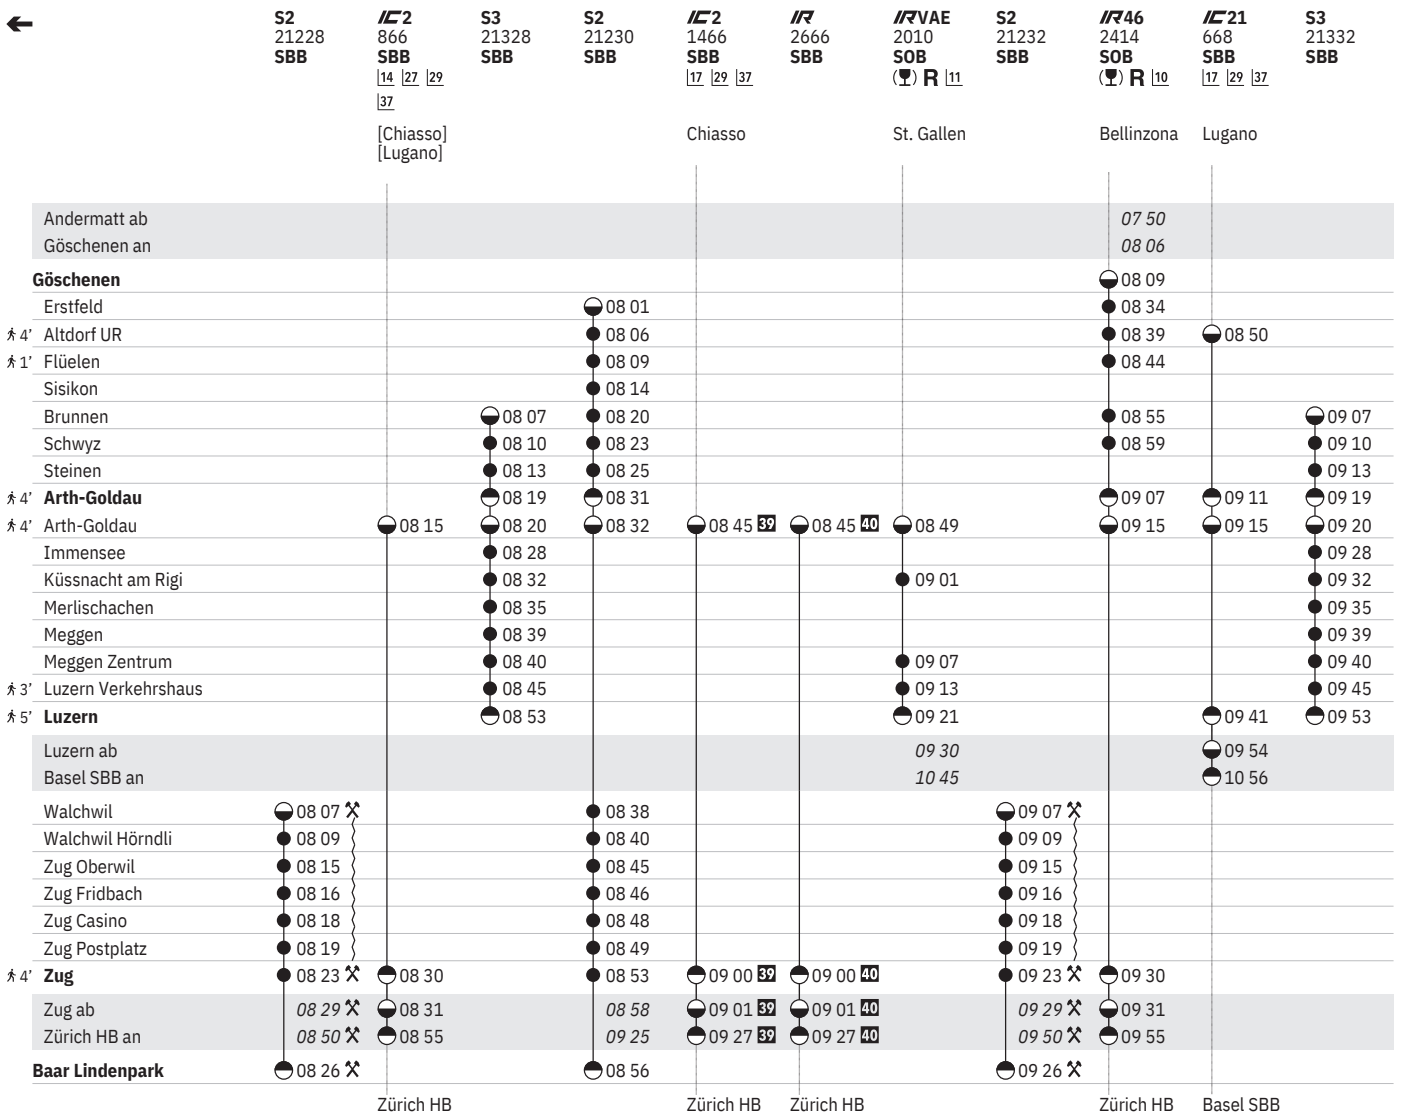 S2 IC2 S3 S2 IC2 IR IRVAE S2 IR46 IC21 S3
21228 866 21328 21230 1466 2666 2010 21232 2414 668 21332
SBB SBB SBB SBB SBB SBB SOB SBB SOB SBB SBB
14 27 29 17 29 37 R 11 R 10 17 29 37
37
[Chiasso] Chiasso St. Gallen Bellinzona Lugano
[Lugano]
Andermatt ab 07 50
Göschenen an 08 06
Göschenen 08 09
Erstfeld 08 01 08 34
4' Altdorf UR 08 06 08 39 08 50
1' Flüelen 08 09 08 44
Sisikon 08 14
Brunnen 08 07 08 20 08 55 09 07
Schwyz 08 10 08 23 08 59 09 10
Steinen 08 13 08 25 09 13
4' Arth-Goldau 08 19 08 31 09 07 09 11 09 19
4' Arth-Goldau 08 15 08 20 08 32 08 45 39 08 45 40 08 49 09 15 09 15 09 20
Immensee 08 28 09 28
Küssnacht am Rigi 08 32 09 01 09 32
Merlischachen 08 35 09 35
Meggen 08 39 09 39
Meggen Zentrum 08 40 09 07 09 40
3' Luzern Verkehrshaus 08 45 09 13 09 45
5' Luzern 08 53 09 21 09 41 09 53
Luzern ab 09 30 09 54
Basel SBB an 10 45 10 56
Walchwil 08 07 08 38 09 07
Walchwil Hörndli 08 09 08 40 09 09
Zug Oberwil 08 15 08 45 09 15
Zug Fridbach 08 16 08 46 09 16
Zug Casino 08 18 08 48 09 18
Zug Postplatz 08 19 08 49 09 19
4' Zug 08 23 08 30 08 53 09 00 39 09 00 40 09 23 09 30
Zug ab 08 29 08 31 08 58 09 01 39 09 01 40 09 29 09 31
Zürich HB an 08 50 08 55 09 25 09 27 39 09 27 40 09 50 09 55
Baar Lindenpark 08 26 08 56 09 26
Zürich HB Zürich HB Zürich HB Zürich HB Basel SBB